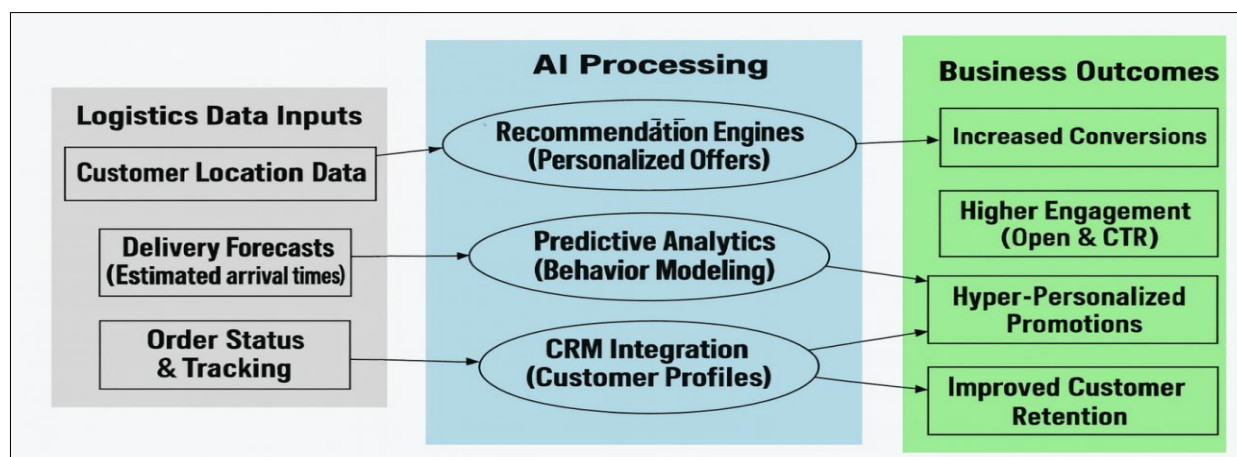 Logistics Data Inputs
Customer Location Data
Delivery Forecasts
(Estimated arrival times)
Order Status
& Tracking
AI Processing
Recommendation Engines
(Personalized Offers)
Predictive Analytics
(Behavior Modeling)
CRM Integration
(Customer Profiles)
Business Outcomes
Increased Conversions
Higher Engagement
(Open & CTR)
Hyper-Personalized
Promotions
Improved Customer
Retention